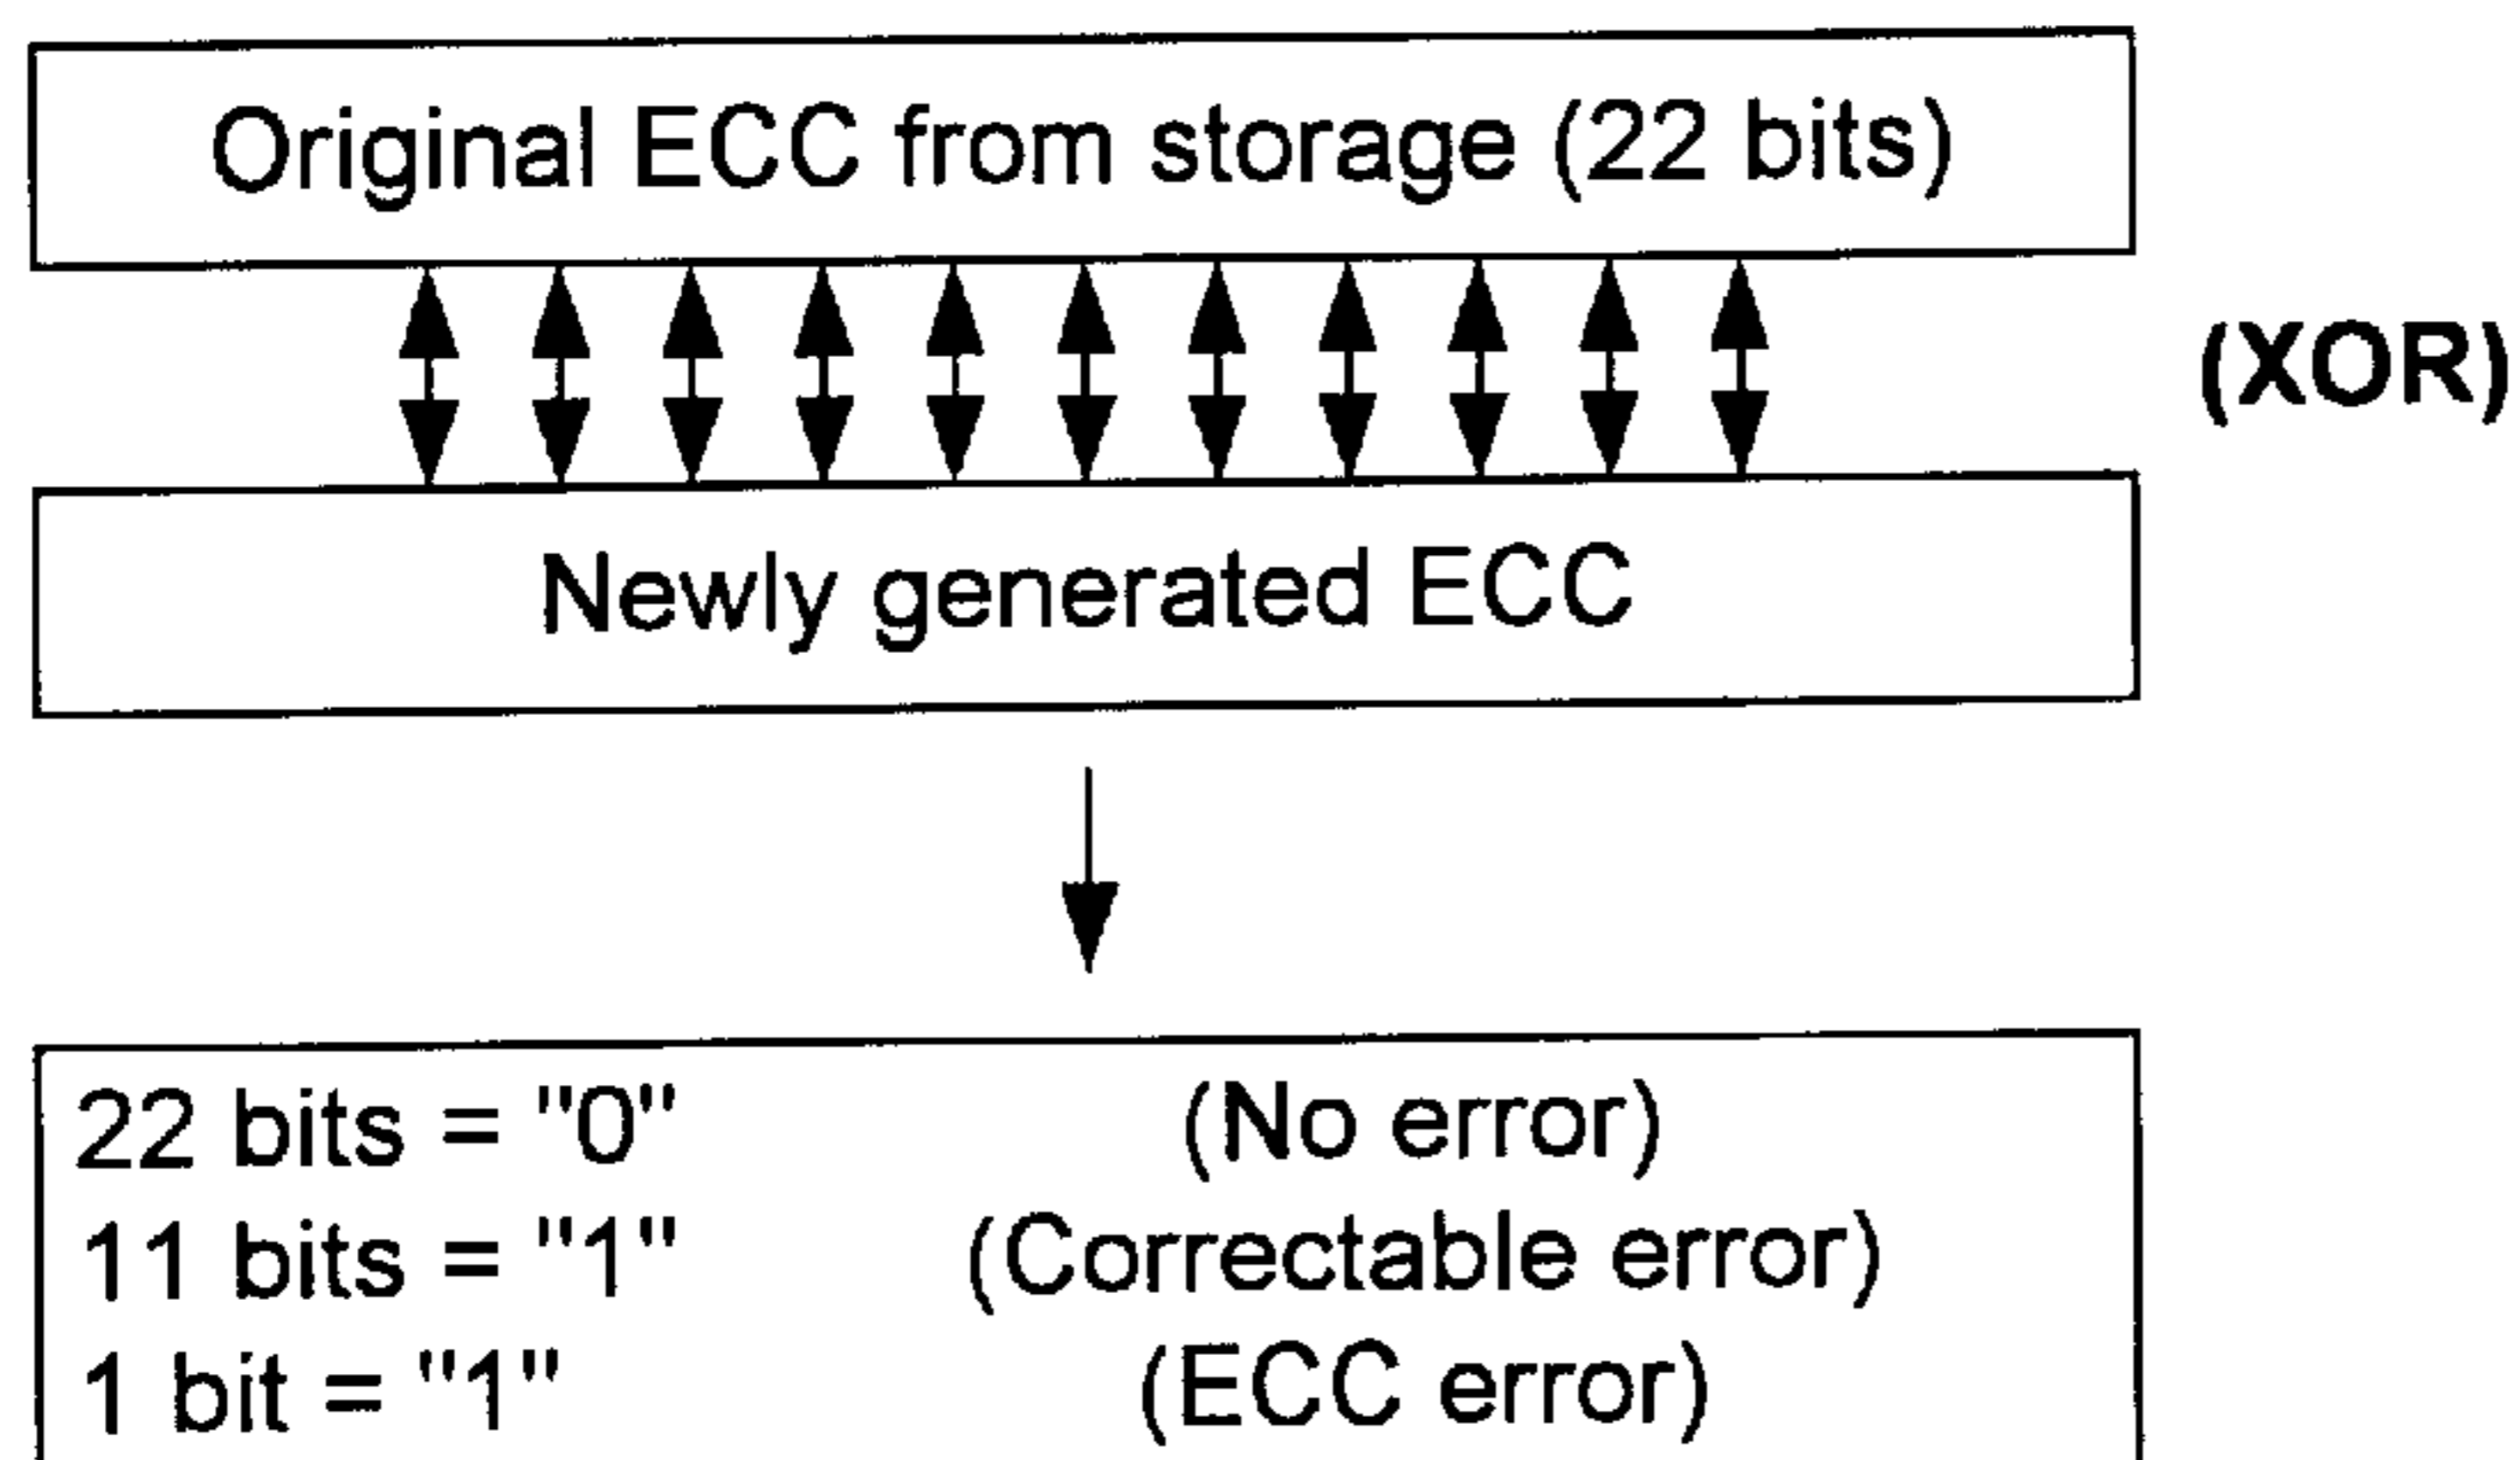 Original ECC from storage (22 bits)
(XOR)
Newly generated ECC
22 bits = "0" (No error)
11 bits = "1" (Correctable error)
1 bit = "1" (ECC error)